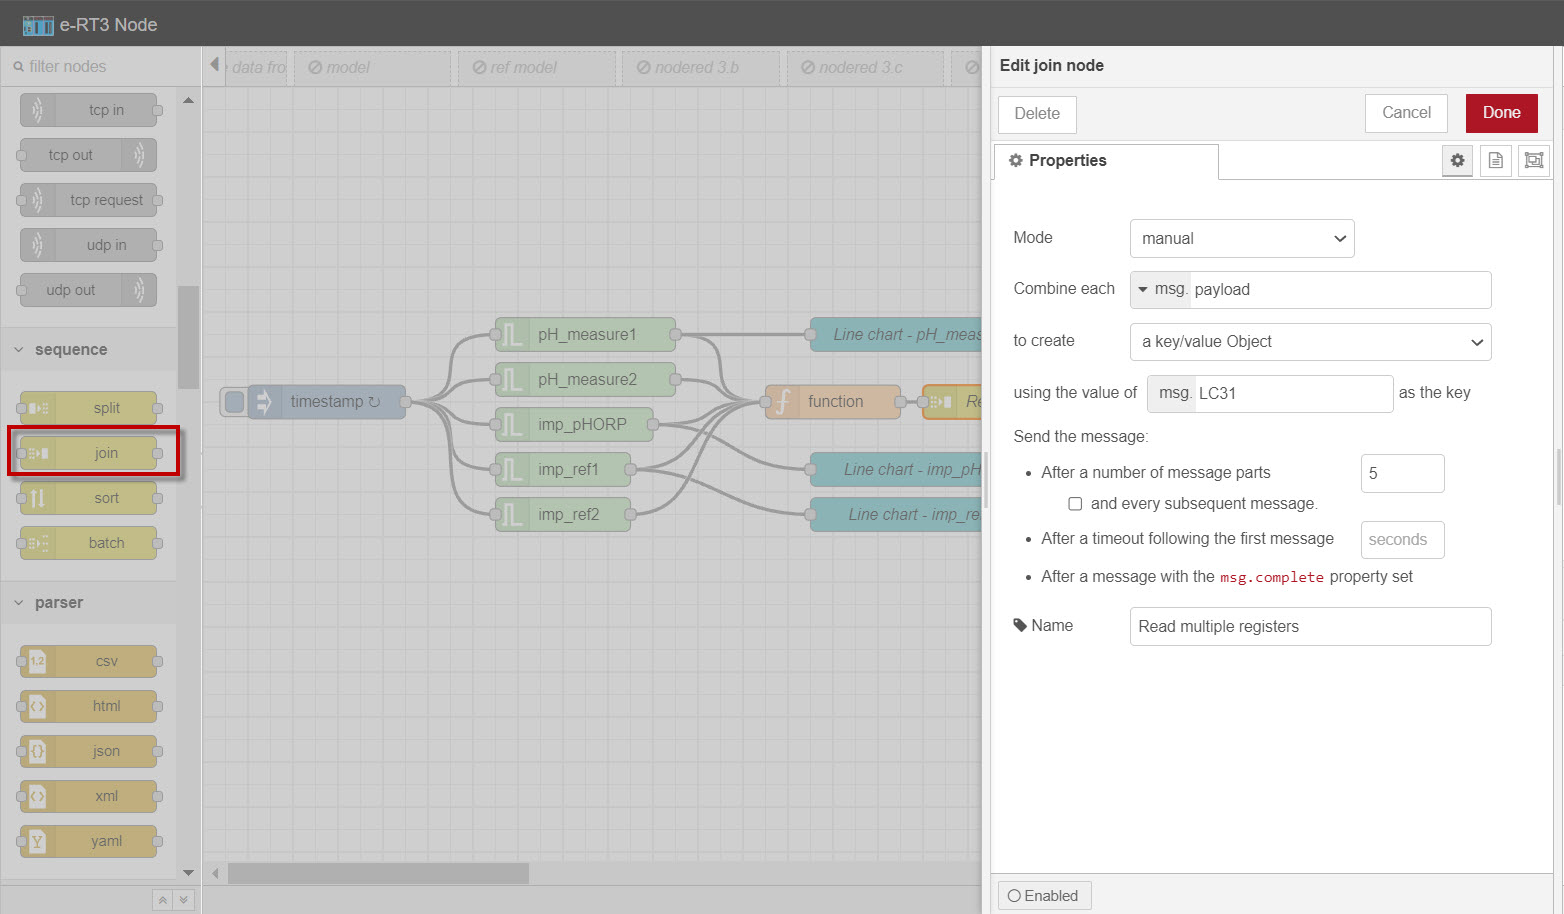 e-RT3 Node
filter nodes
data fro
model
ref model
nodered 3.b
nodered 3.c
tcp in
tcp out
tcp request
udp in
udp out
sequence
split
join
sort
batch
parser
csv
html
json
xml
yaml
timestamp ↻
pH_measure1
pH_measure2
imp_pHORP
imp_ref1
imp_ref2
function
Re
Line chart - pH_meas
Line chart - imp_pH
Line chart - imp_re
Edit join node
Delete
Cancel
Done
Properties
Mode
manual
Combine each
msg. payload
to create
a key/value Object
using the value of msg. LC31 as the key
Send the message:
• After a number of message parts 5
and every subsequent message.
• After a timeout following the first message seconds
• After a message with the msg.complete property set
Name
Read multiple registers
Enabled